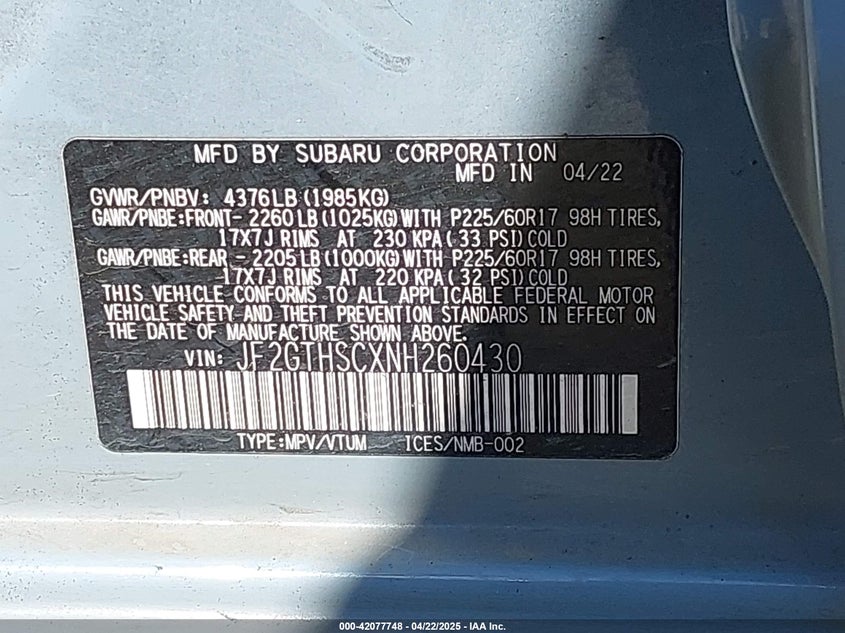 MFD BY SUBARU CORPORATION
MFD IN 04/22
GVWR/PNBV: 4376LB (1985KG)
GAWR/PNBE:FRONT- 2260LB (1025KG) WITH P225/60R17 98H TIRES,
17X7J RIMS AT 230 KPA ( 33 PSI) COLD
GAWR/PNBE:REAR - 2205LB (1000KG) WITH P225/60R17 98H TIRES,
17X7J RIMS AT 220 KPA ( 32 PSI) COLD
THIS VEHICLE CONFORMS TO ALL APPLICABLE FEDERAL MOTOR
VEHICLE SAFETY AND THEFT PREVENTION STANDARDS IN EFFECT ON
THE DATE OF MANUFACTURE SHOWN ABOVE.
VIN: JF2GTHSCXNH260430
TYPE:MPV/VTUM ICES/NMB-002
000-42077748 - 04/22/2025 - IAA Inc.